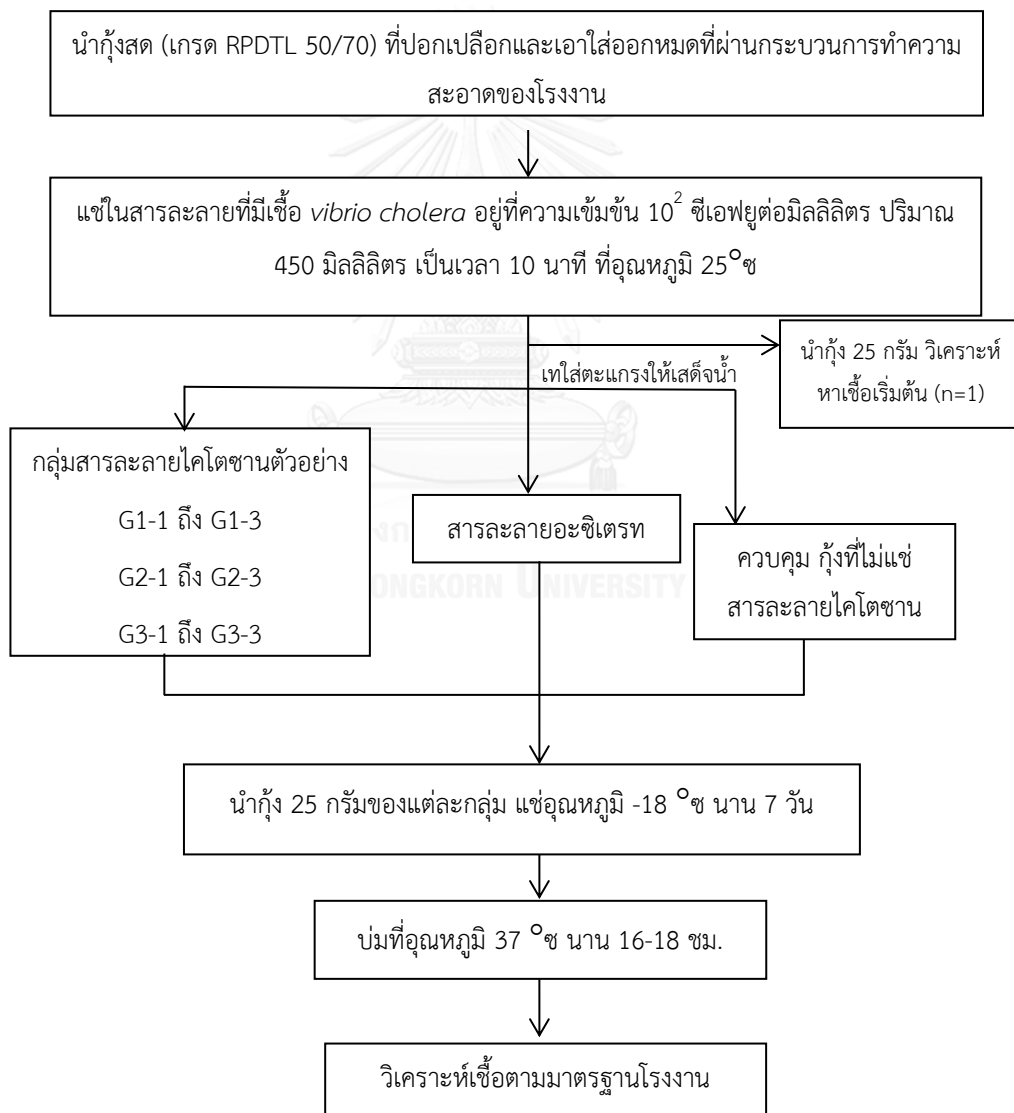 นำกุ้งสด (เกรด RPDTL 50/70) ที่ปอกเปลือกและเอาใส่ออกหมดที่ผ่านกระบวนการทำความ
สะอาดของโรงงาน
แช่ในสารละลายที่มีเชื้อ vibrio cholera อยู่ที่ความเข้มข้น 10² ซีเอฟยูต่อมิลลิลิตร ปริมาณ
450 มิลลิลิตร เป็นเวลา 10 นาที ที่อุณหภูมิ 25°ซ
นำกุ้ง 25 กรัม วิเคราะห์
หาเชื้อเริ่มต้น (n=1)
เทใส่ตะแกรงให้เสด็จน้ำ
กลุ่มสารละลายไคโตซานตัวอย่าง
G1-1 ถึง G1-3
G2-1 ถึง G2-3
G3-1 ถึง G3-3
สารละลายอะซิเตรท
ควบคุม กุ้งที่ไม่แช่
สารละลายไคโตซาน
ONGKORN UNIVERSITY
นำกุ้ง 25 กรัมของแต่ละกลุ่ม แช่อุณหภูมิ -18 °ซ นาน 7 วัน
บ่มที่อุณหภูมิ 37 °ซ นาน 16-18 ชม.
วิเคราะห์เชื้อตามมาตรฐานโรงงาน